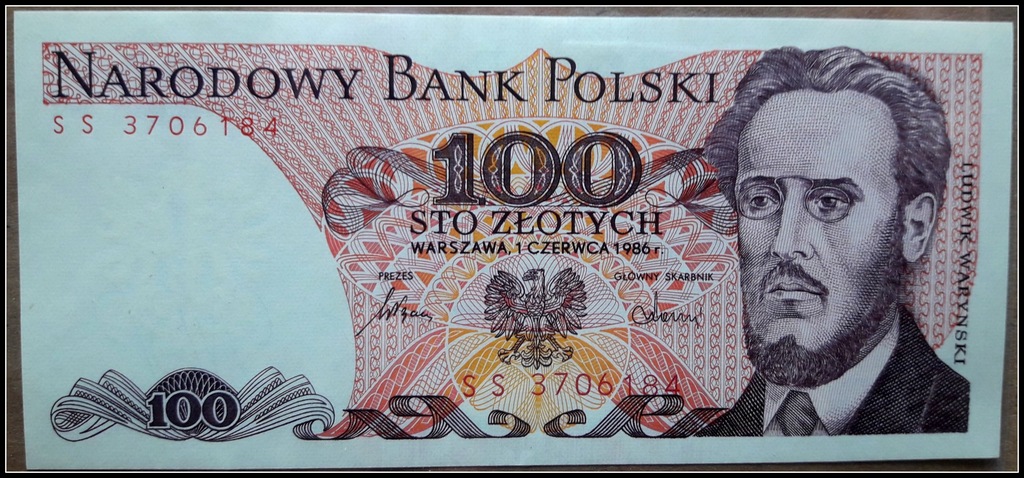 NARODOWY BANK POLSKI
SS 3706184
100
STO ZŁOTYCH
WARSZAWA, 1 CZERWCA 1986 r.
PREZES
GŁÓWNY SKARBNIK
SS 3706184
100
LUDWIK WARYŃSKI